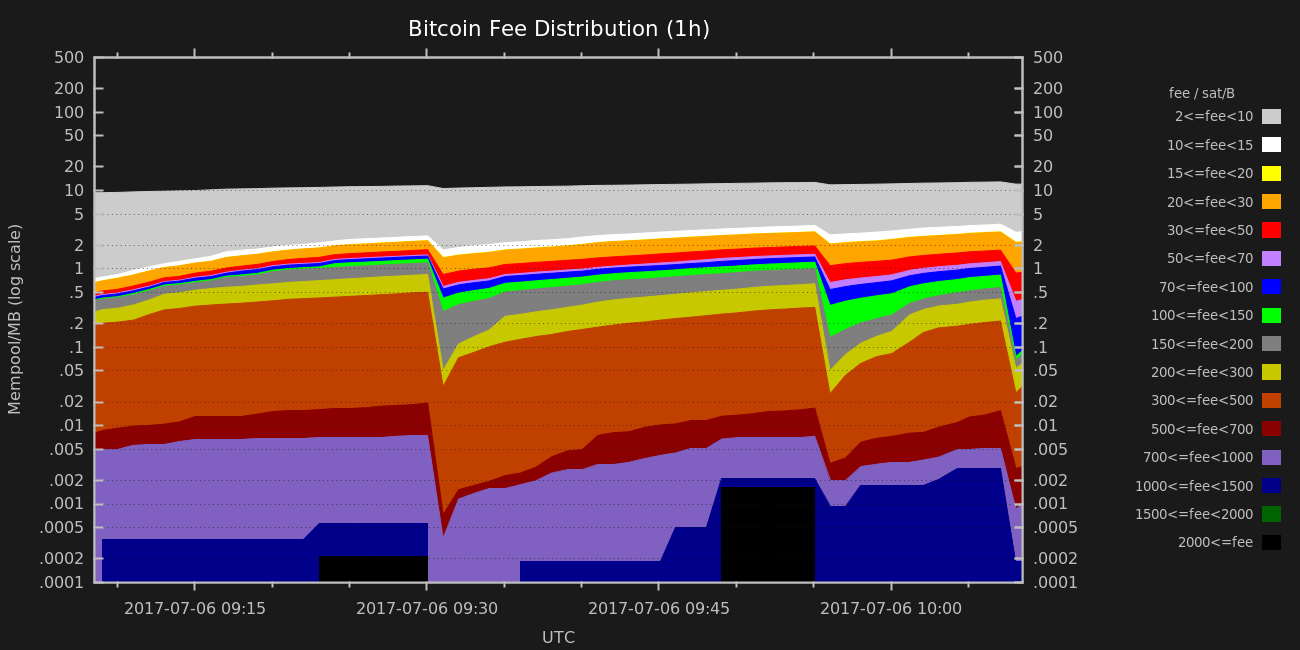 Bitcoin Fee Distribution (1h)
500
200
100
50
20
10
5
2
1
.5
.2
.1
.05
.02
.01
.005
.002
.001
.0005
.0002
.0001
Mempool/MB (log scale)
500
200
100
50
20
10
5
2
1
.5
.2
.1
.05
.02
.01
.005
.002
.001
.0005
.0002
.0001
fee / sat/B
2<=fee<10
10<=fee<15
15<=fee<20
20<=fee<30
30<=fee<50
50<=fee<70
70<=fee<100
100<=fee<150
150<=fee<200
200<=fee<300
300<=fee<500
500<=fee<700
700<=fee<1000
1000<=fee<1500
1500<=fee<2000
2000<=fee
2017-07-06 09:15
2017-07-06 09:30
2017-07-06 09:45
2017-07-06 10:00
UTC